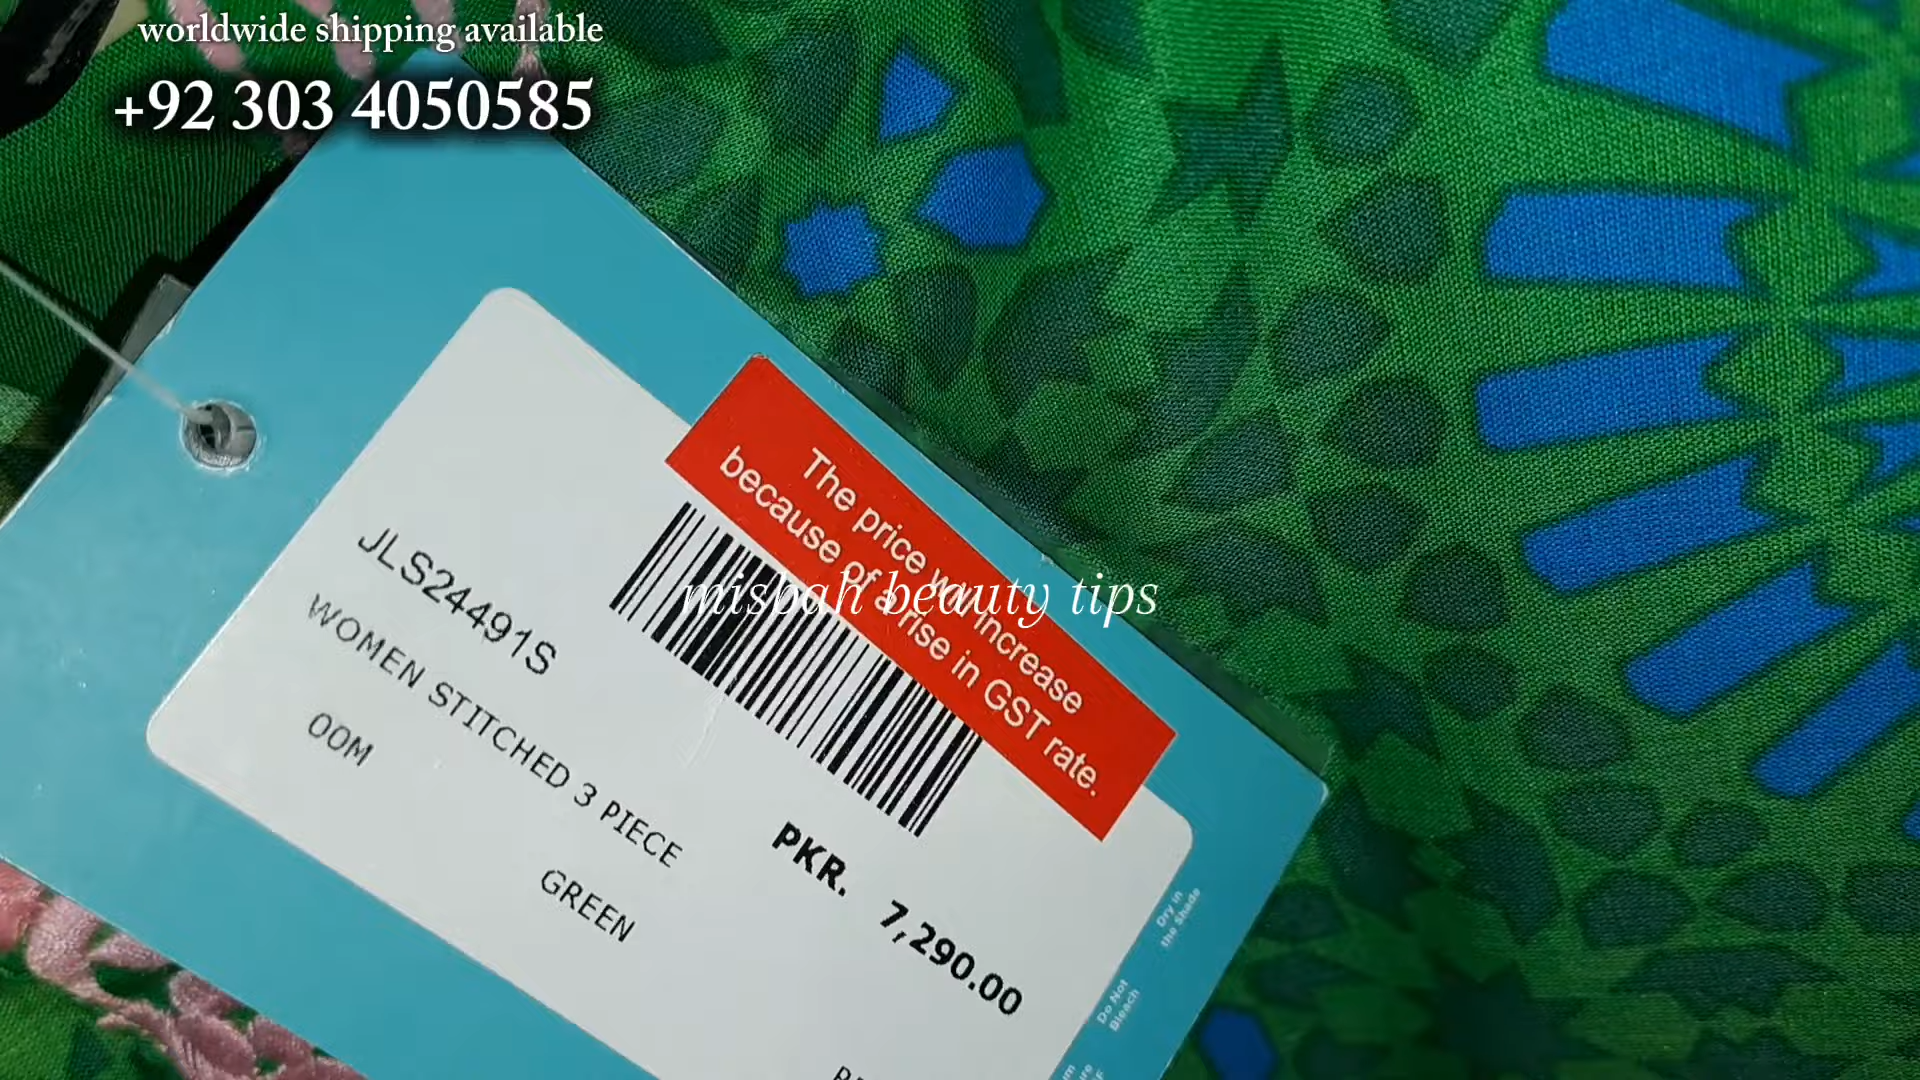 worldwide shipping available
+92 303 4050585
The price will increase
because of a rise in GST rate.
misbah beauty tips
JLS24491S
WOMEN STITCHED 3 PIECE
00M
GREEN
PKR. 7,290.00
Dry in
the Shade
Do Not
Bleach